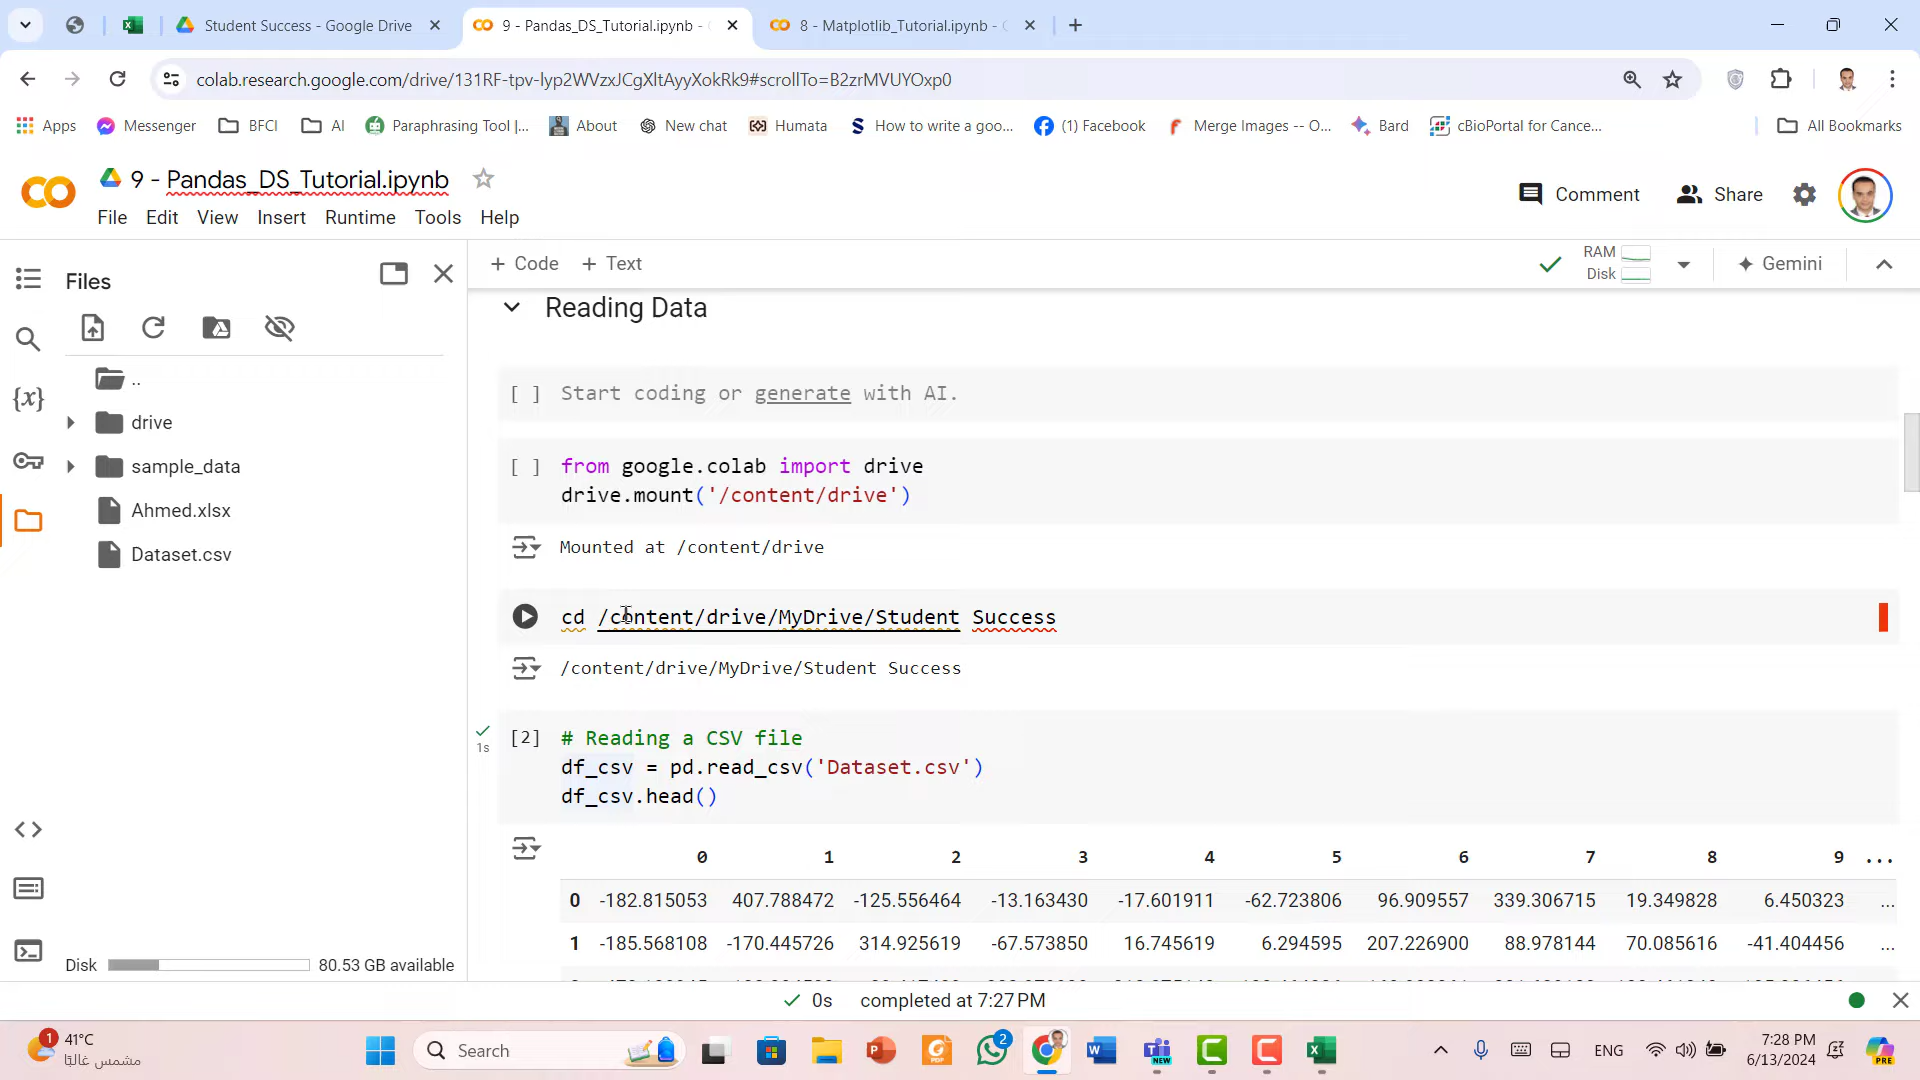 Student Success - Google Drive
9 - Pandas_DS_Tutorial.ipynb -
8 - Matplotlib_Tutorial.ipynb -
colab.research.google.com/drive/131RF-tpv-lyp2WVzxJCgXltAyyXokRk9#scrollTo=B2zrMVUYOxp0
Apps
Messenger
BFCI
AI
Paraphrasing Tool |...
About
New chat
Humata
How to write a goo...
(1) Facebook
Merge Images -- O...
Bard
cBioPortal for Cance...
All Bookmarks
9 - Pandas_DS_Tutorial.ipynb
Comment
Share
File Edit View Insert Runtime Tools Help
Files
+ Code + Text
RAM
Disk
Gemini
Reading Data
..
drive
sample_data
Ahmed.xlsx
Dataset.csv
{x}
[ ] Start coding or generate with AI.
[ ] from google.colab import drive
drive.mount('/content/drive')
Mounted at /content/drive
cd /content/drive/MyDrive/Student Success
/content/drive/MyDrive/Student Success
1s
[2] # Reading a CSV file
df_csv = pd.read_csv('Dataset.csv')
df_csv.head()
0 1 2 3 4 5 6 7 8 9 ...
0 -182.815053 407.788472 -125.556464 -13.163430 -17.601911 -62.723806 96.909557 339.306715 19.349828 6.450323 ...
1 -185.568108 -170.445726 314.925619 -67.573850 16.745619 6.294595 207.226900 88.978144 70.085616 -41.404456 ...
Disk 80.53 GB available
0s completed at 7:27 PM
1
41°C
مشمس غالبًا
Search
2
NEW
ENG
7:28 PM
6/13/2024
PRE